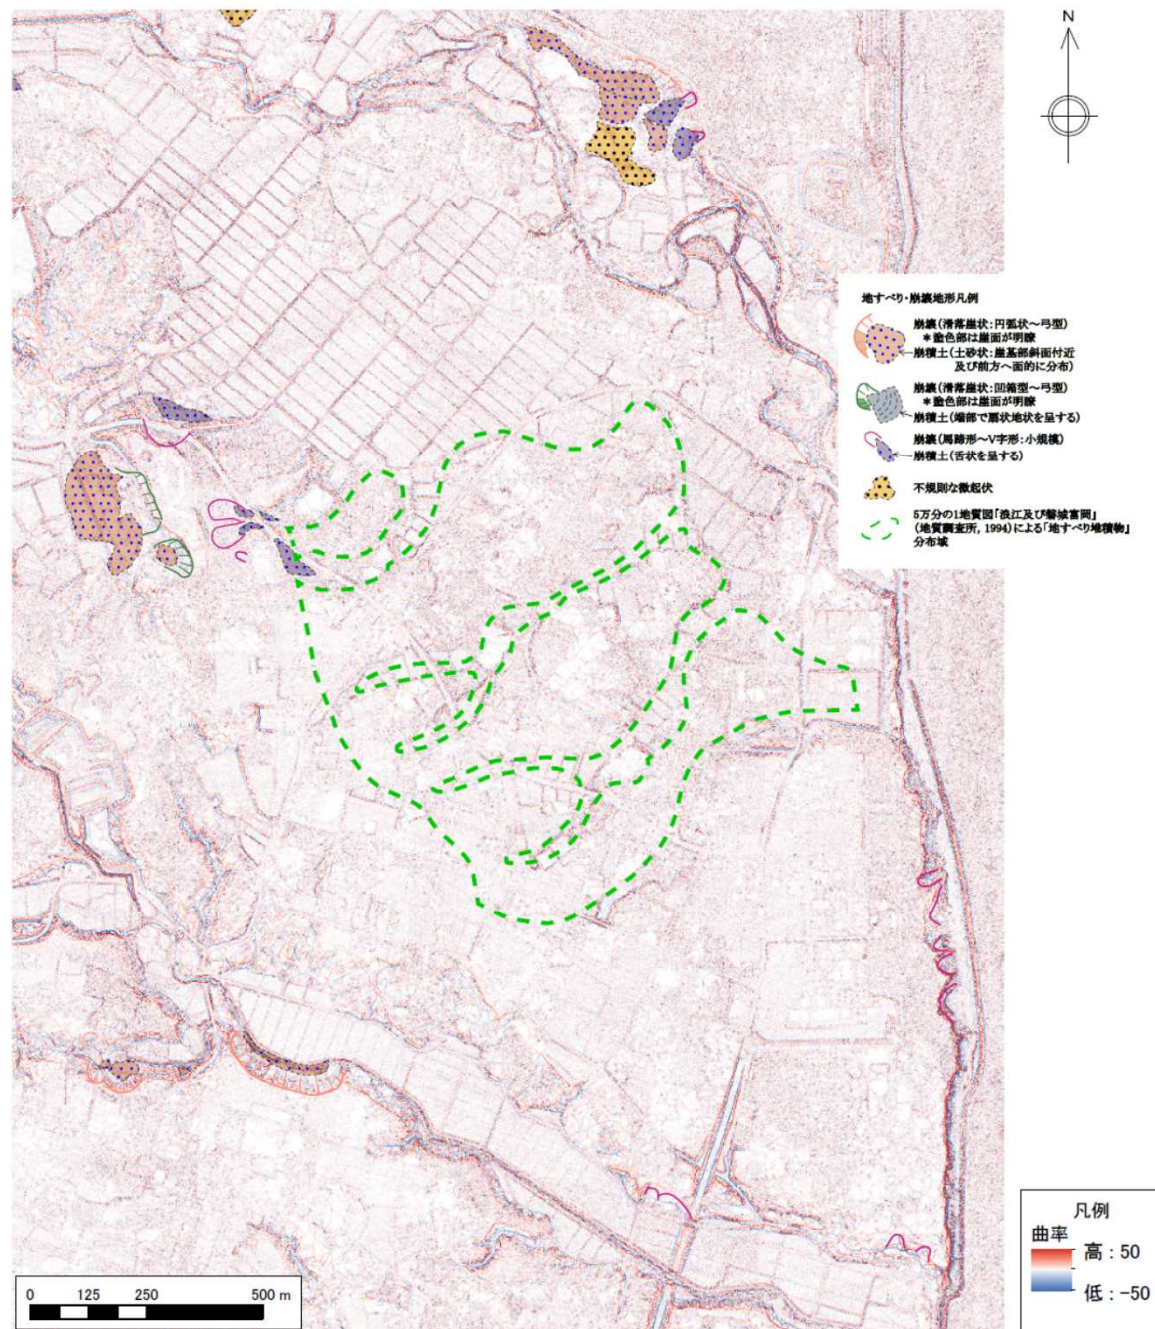 N
地すべり・崩壊地形凡例
崩壊（滑落崖状：円弧状～弓型）
＊塗色部は崖面が明瞭
崩積土（土砂状：崖基部斜面付近
及び前方へ面的に分布）
崩壊（滑落崖状：凹箱型～弓型）
＊塗色部は崖面が明瞭
崩積土（端部で扇状地状を呈する）
崩壊（馬蹄形～V字形：小規模）
崩積土（舌状を呈する）
不規則な微起伏
5万分の1地質図「浪江及び磐城富岡」
（地質調査所，1994）による「地すべり堆積物」
分布域
凡例
曲率
高 : 50
低 : -50
0 125 250 500 m